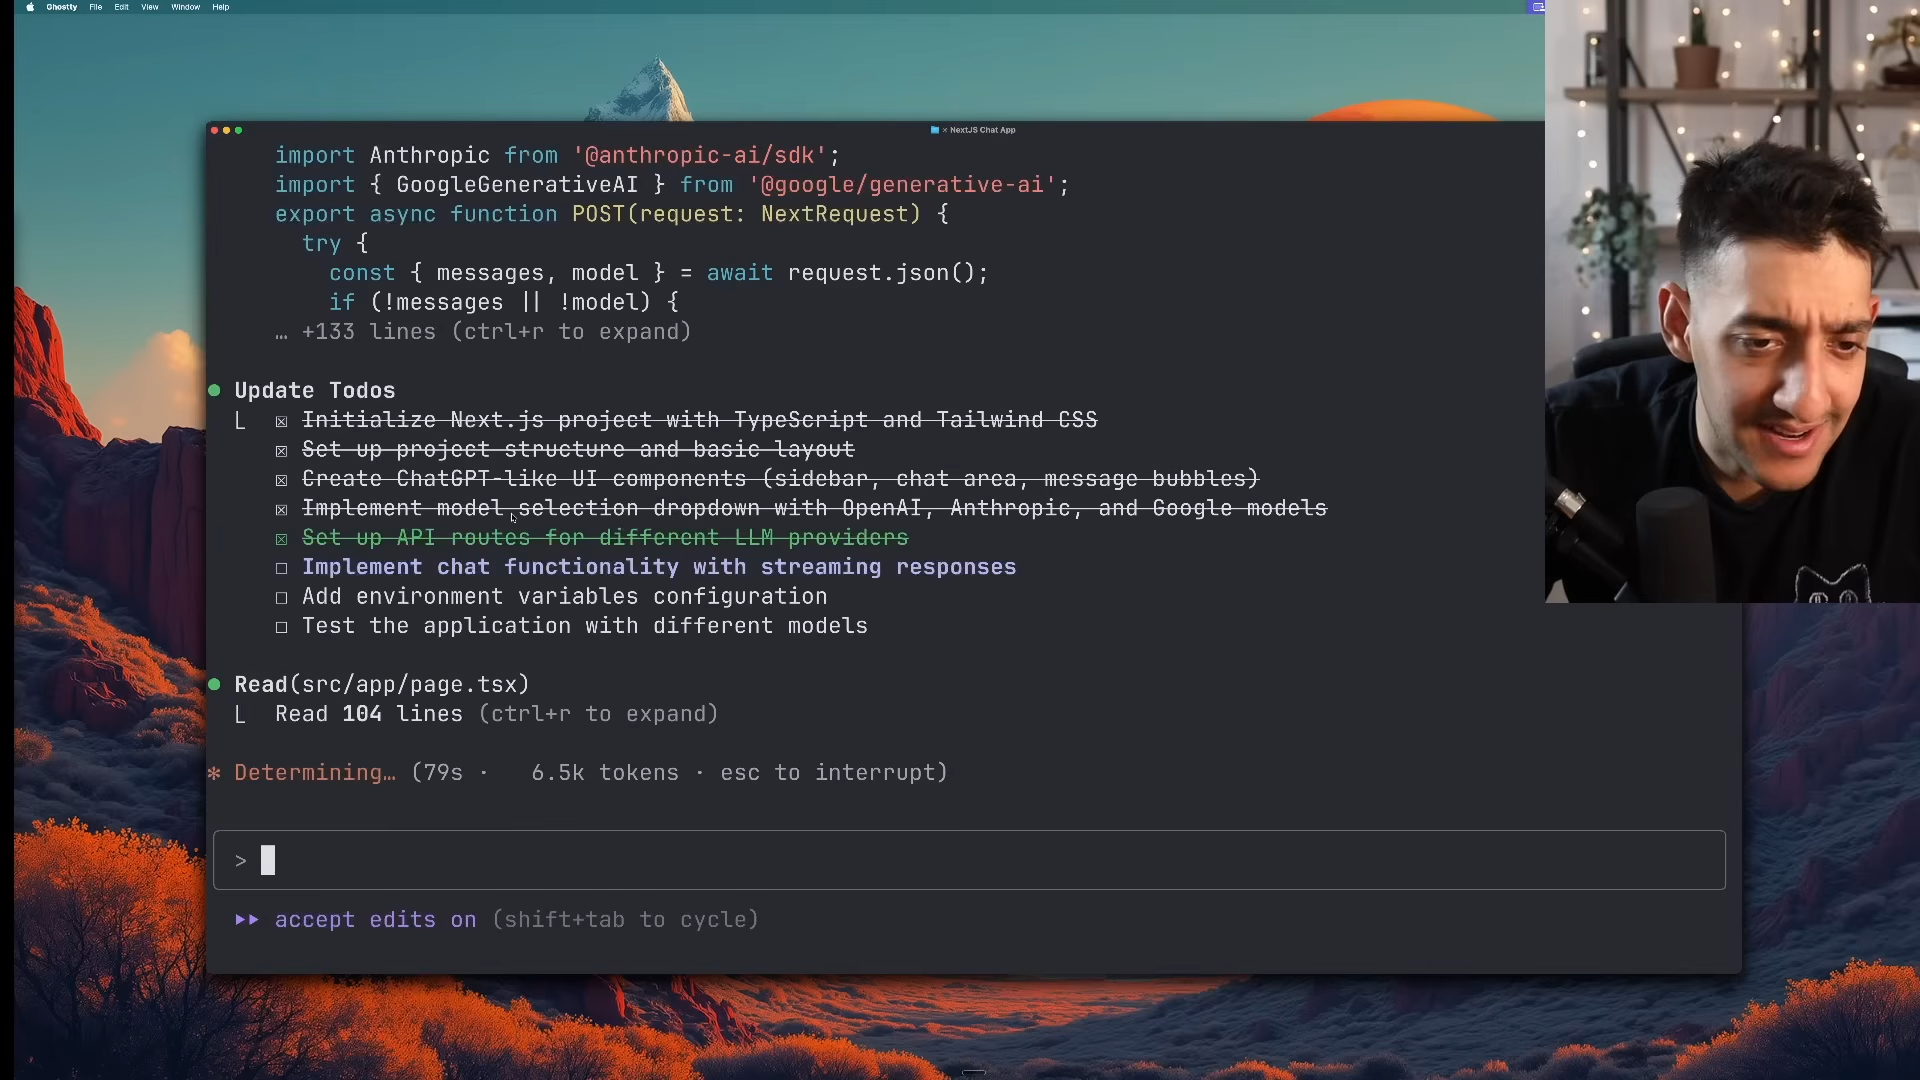 Ghostty File Edit View Window Help
NextJS Chat App
import Anthropic from '@anthropic-ai/sdk';
import { GoogleGenerativeAI } from '@google/generative-ai';
export async function POST(request: NextRequest) {
try {
const { messages, model } = await request.json();
if (!messages || !model) {
… +133 lines (ctrl+r to expand)
Update Todos
Initialize Next.js project with TypeScript and Tailwind CSS
Set up project structure and basic layout
Create ChatGPT-like UI components (sidebar, chat area, message bubbles)
Implement model selection dropdown with OpenAI, Anthropic, and Google models
Set up API routes for different LLM providers
Implement chat functionality with streaming responses
Add environment variables configuration
Test the application with different models
Read(src/app/page.tsx)
Read 104 lines (ctrl+r to expand)
Determining… (79s · 6.5k tokens · esc to interrupt)
>
accept edits on (shift+tab to cycle)